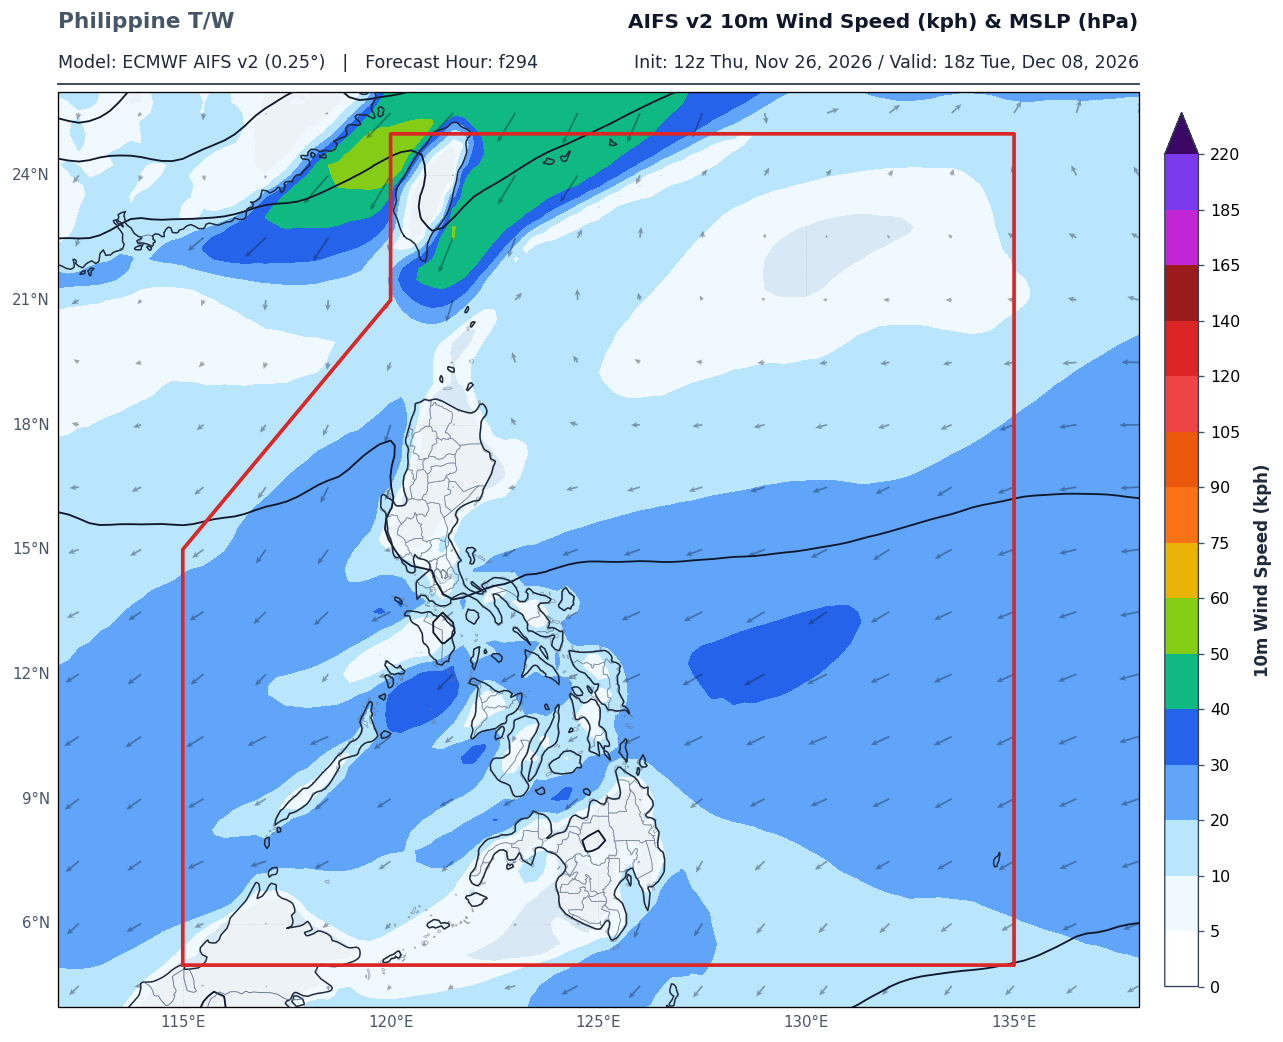 Philippine T/W
AIFS v2 10m Wind Speed (kph) & MSLP (hPa)
Model: ECMWF AIFS v2 (0.25°) | Forecast Hour: f294
Init: 12z Thu, Nov 26, 2026 / Valid: 18z Tue, Dec 08, 2026
24°N
21°N
18°N
15°N
12°N
9°N
6°N
115°E
120°E
125°E
130°E
135°E
220
185
165
140
120
105
90
75
60
50
40
30
20
10
5
0
10m Wind Speed (kph)